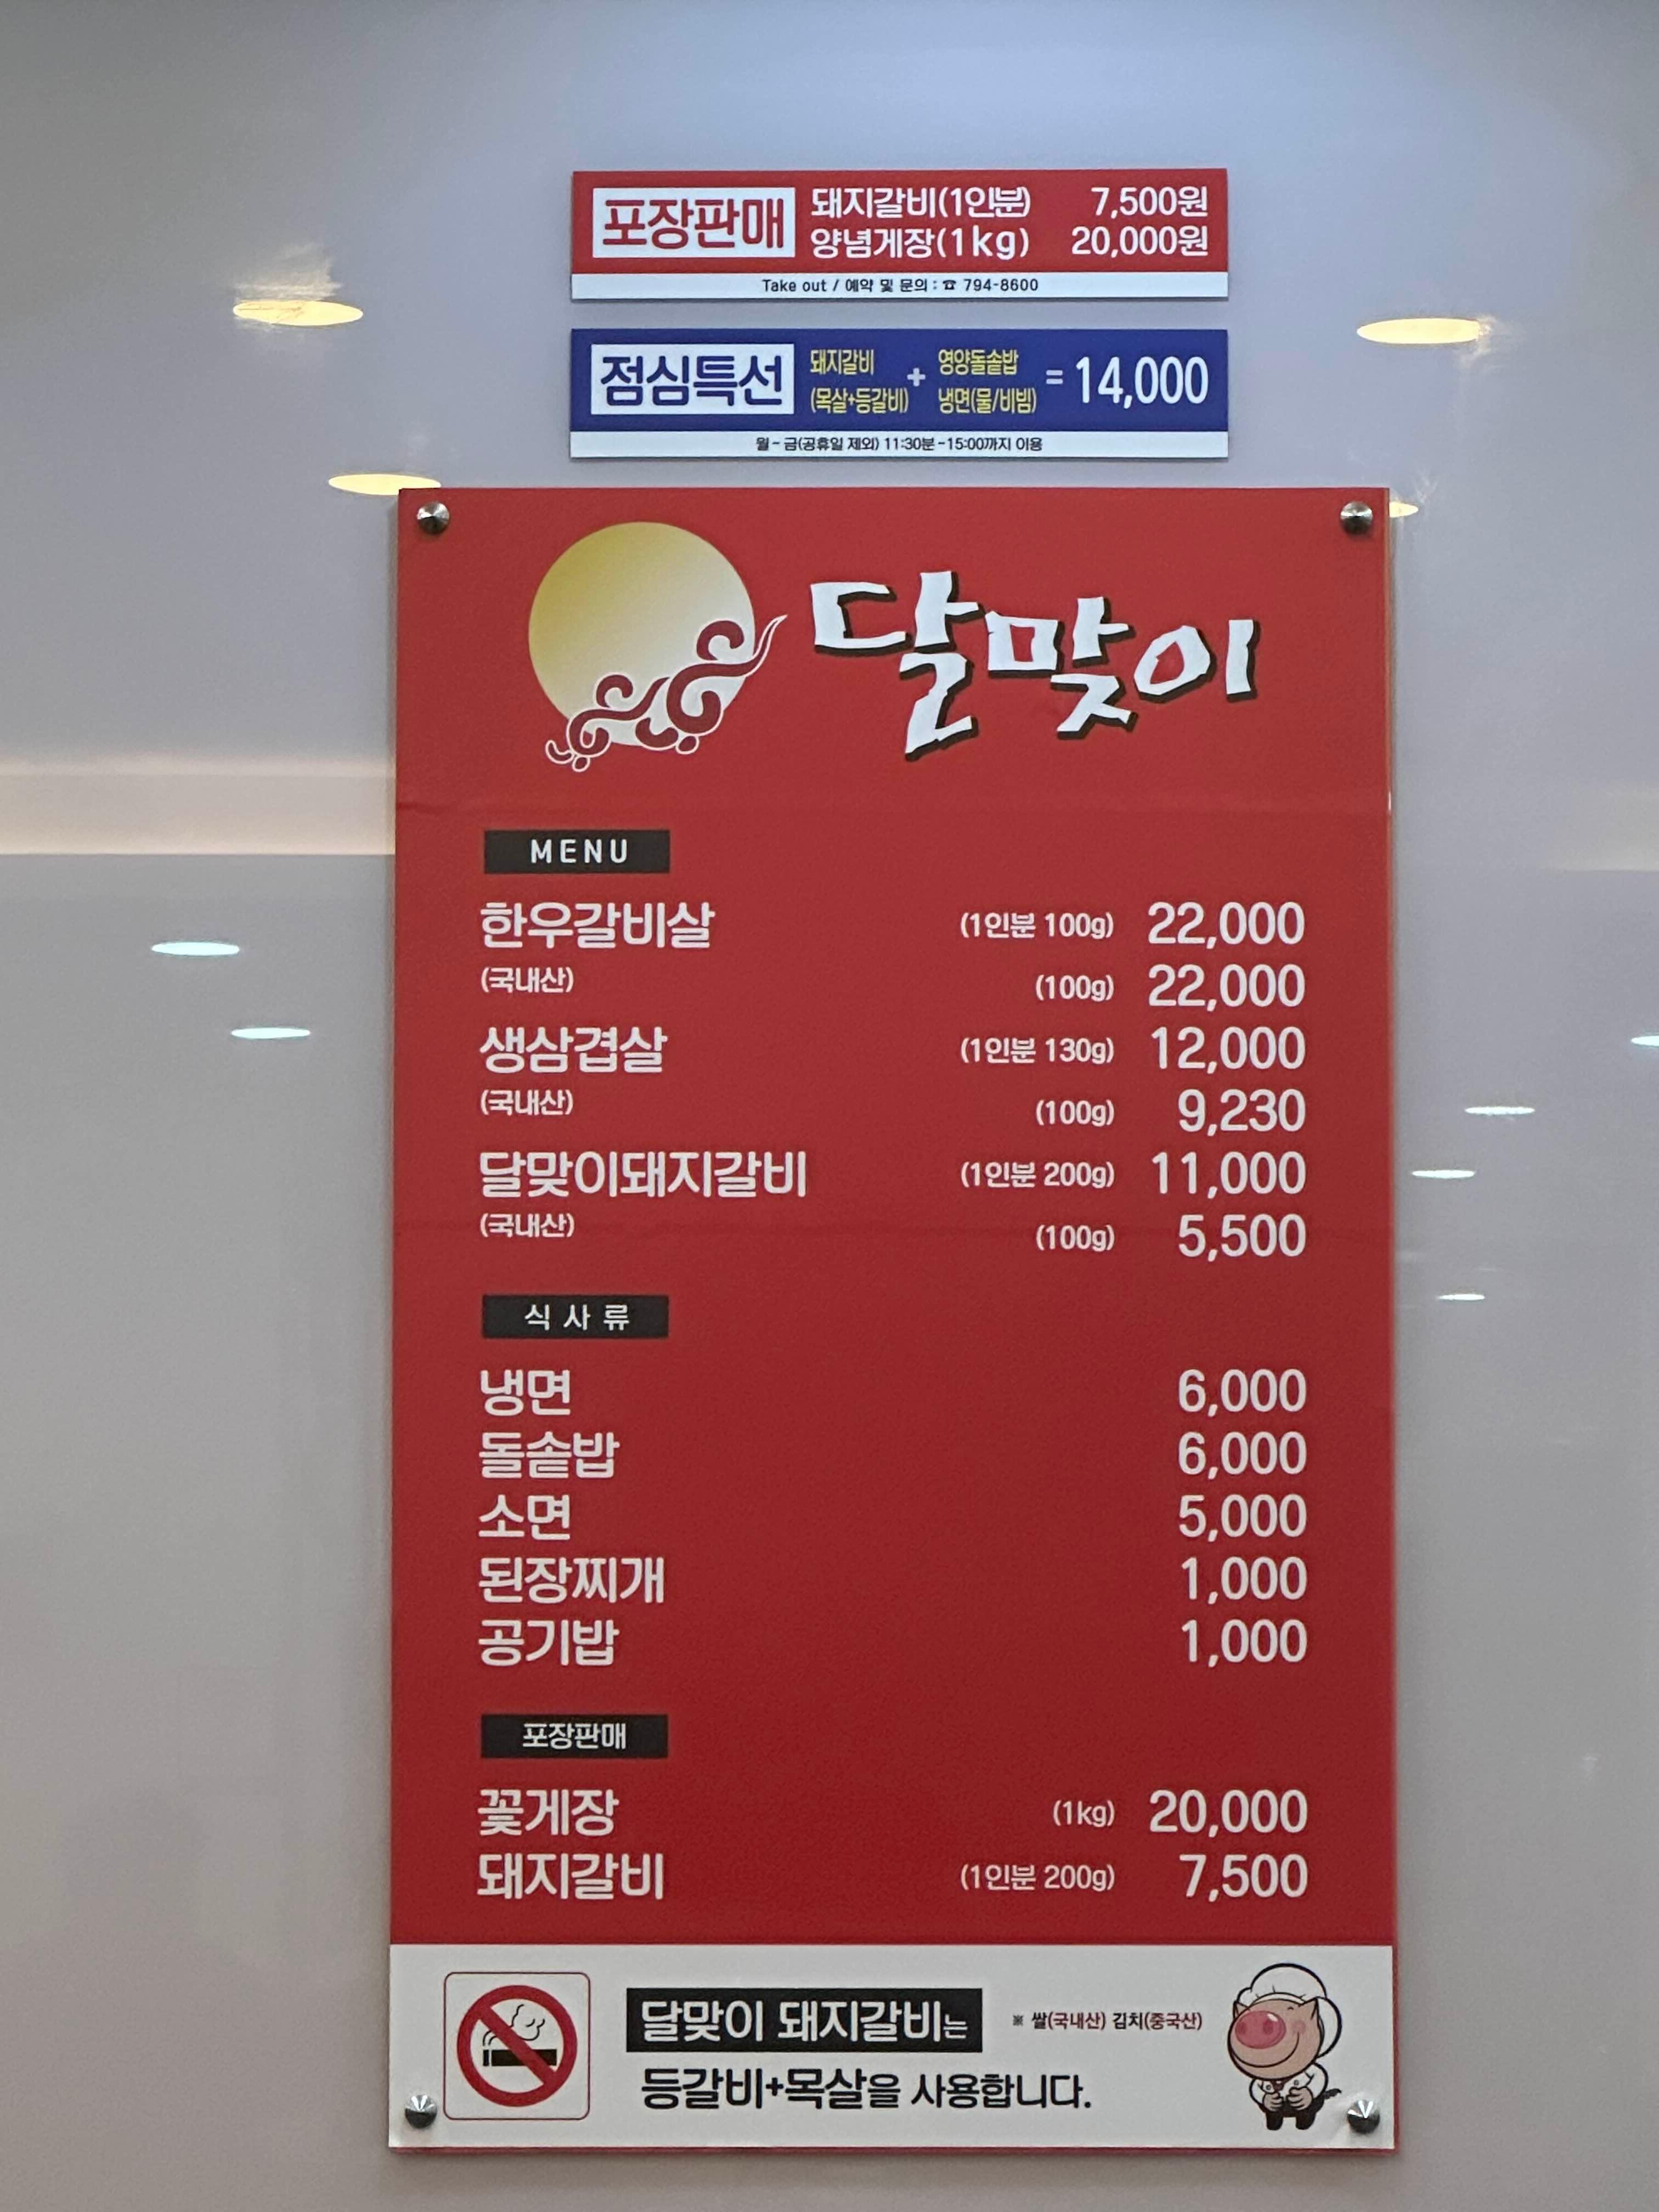 포장판매 돼지갈비(1인분) 7,500원
양념게장(1kg) 20,000원
Take out / 예약 및 문의 : ☎ 794-8600
점심특선 돼지갈비 + 영양돌솥밥 = 14,000
(목살+등갈비) 냉면(물/비빔)
월~금(공휴일 제외) 11:30분~15:00까지 이용
달맞이
MENU
한우갈비살 (1인분 100g) 22,000
(국내산) (100g) 22,000
생삼겹살 (1인분 130g) 12,000
(국내산) (100g) 9,230
달맞이돼지갈비 (1인분 200g) 11,000
(국내산) (100g) 5,500
식사류
냉면 6,000
돌솥밥 6,000
소면 5,000
된장찌개 1,000
공기밥 1,000
포장판매
꽃게장 (1kg) 20,000
돼지갈비 (1인분 200g) 7,500
달맞이 돼지갈비는 ※ 쌀(국내산) 김치(중국산)
등갈비+목살을 사용합니다.